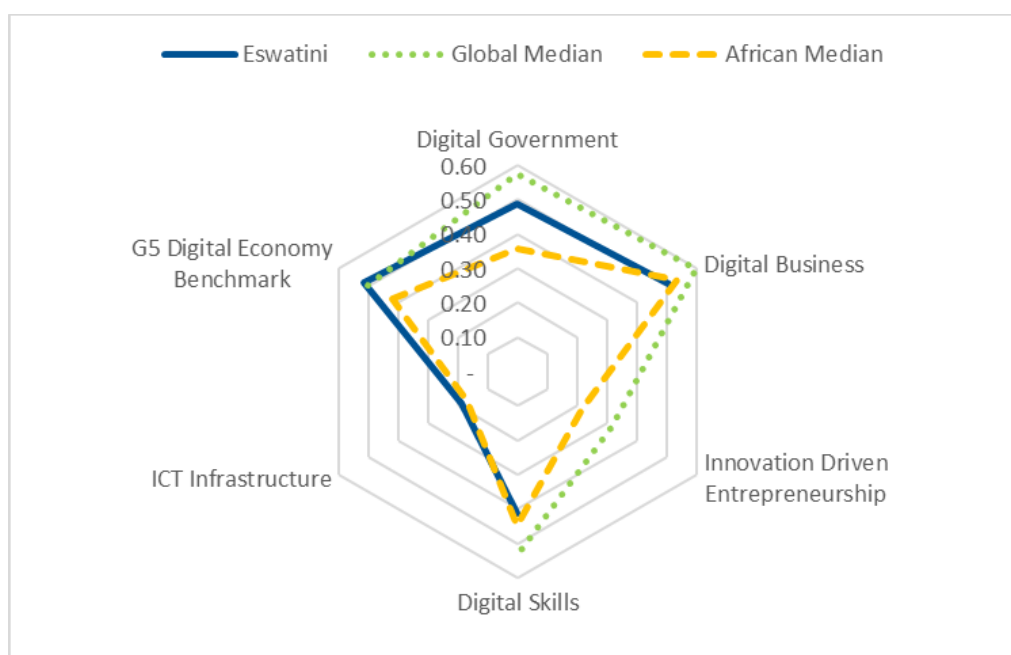 Eswatini
Global Median
African Median
Digital Government
0.60
0.50
0.40
0.30
0.20
0.10
-
G5 Digital Economy
Benchmark
Digital Business
ICT Infrastructure
Innovation Driven
Entrepreneurship
Digital Skills